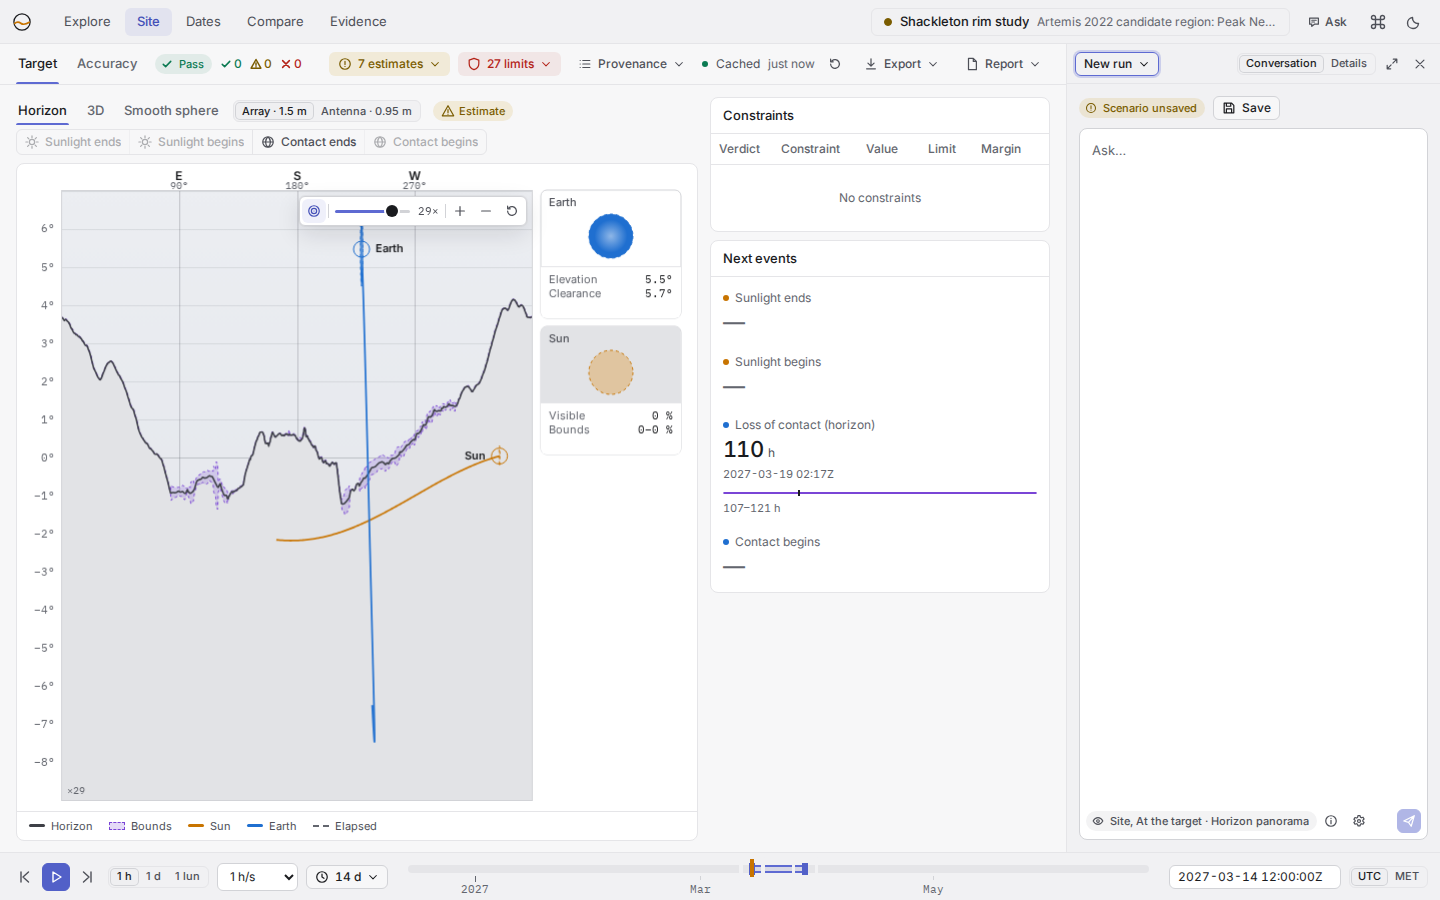 Explore Site Dates Compare Evidence
Shackleton rim study Artemis 2022 candidate region: Peak Ne...
Ask
Target Accuracy Pass 0 0 0 7 estimates 27 limits Provenance Cached just now Export Report
New run Conversation Details
Horizon 3D Smooth sphere Array · 1.5 m Antenna · 0.95 m Estimate
Sunlight ends Sunlight begins Contact ends Contact begins
Scenario unsaved Save
Ask...
E S W
90° 180° 270°
29×
6°
5°
4°
3°
2°
1°
0°
−1°
−2°
−3°
−4°
−5°
−6°
−7°
−8°
Earth
Sun
×29
Horizon Bounds Sun Earth Elapsed
Earth
Elevation 5.5°
Clearance 5.7°
Sun
Visible 0 %
Bounds 0–0 %
Constraints
Verdict Constraint Value Limit Margin
No constraints
Next events
Sunlight ends
—
Sunlight begins
—
Loss of contact (horizon)
110 h
2027-03-19 02:17Z
107–121 h
Contact begins
—
Site, At the target · Horizon panorama
1 h 1 d 1 lun 1 h/s 14 d
2027 Mar May
2027-03-14 12:00:00Z UTC MET